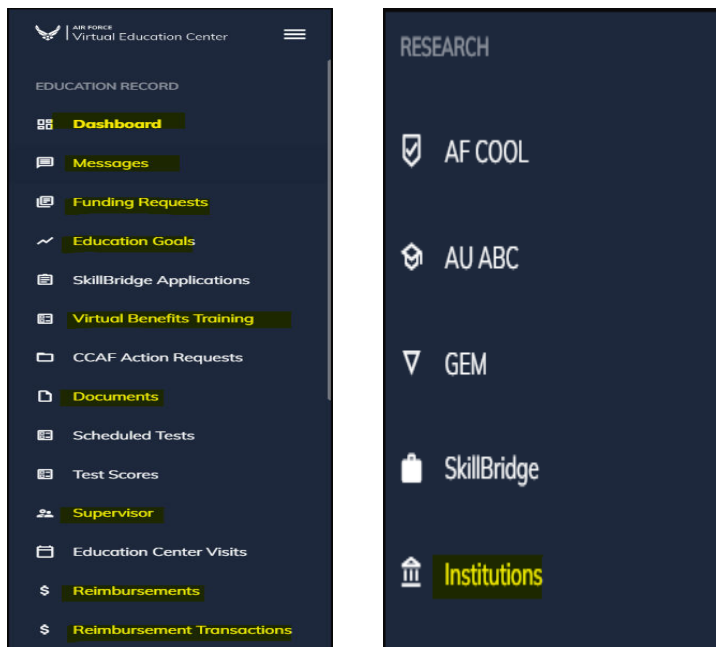 AIR FORCE
Virtual Education Center
EDUCATION RECORD
Dashboard
Messages
Funding Requests
Education Goals
SkillBridge Applications
Virtual Benefits Training
CCAF Action Requests
Documents
Scheduled Tests
Test Scores
Supervisor
Education Center Visits
$ Reimbursements
$ Reimbursement Transactions
RESEARCH
AF COOL
AU ABC
GEM
SkillBridge
Institutions